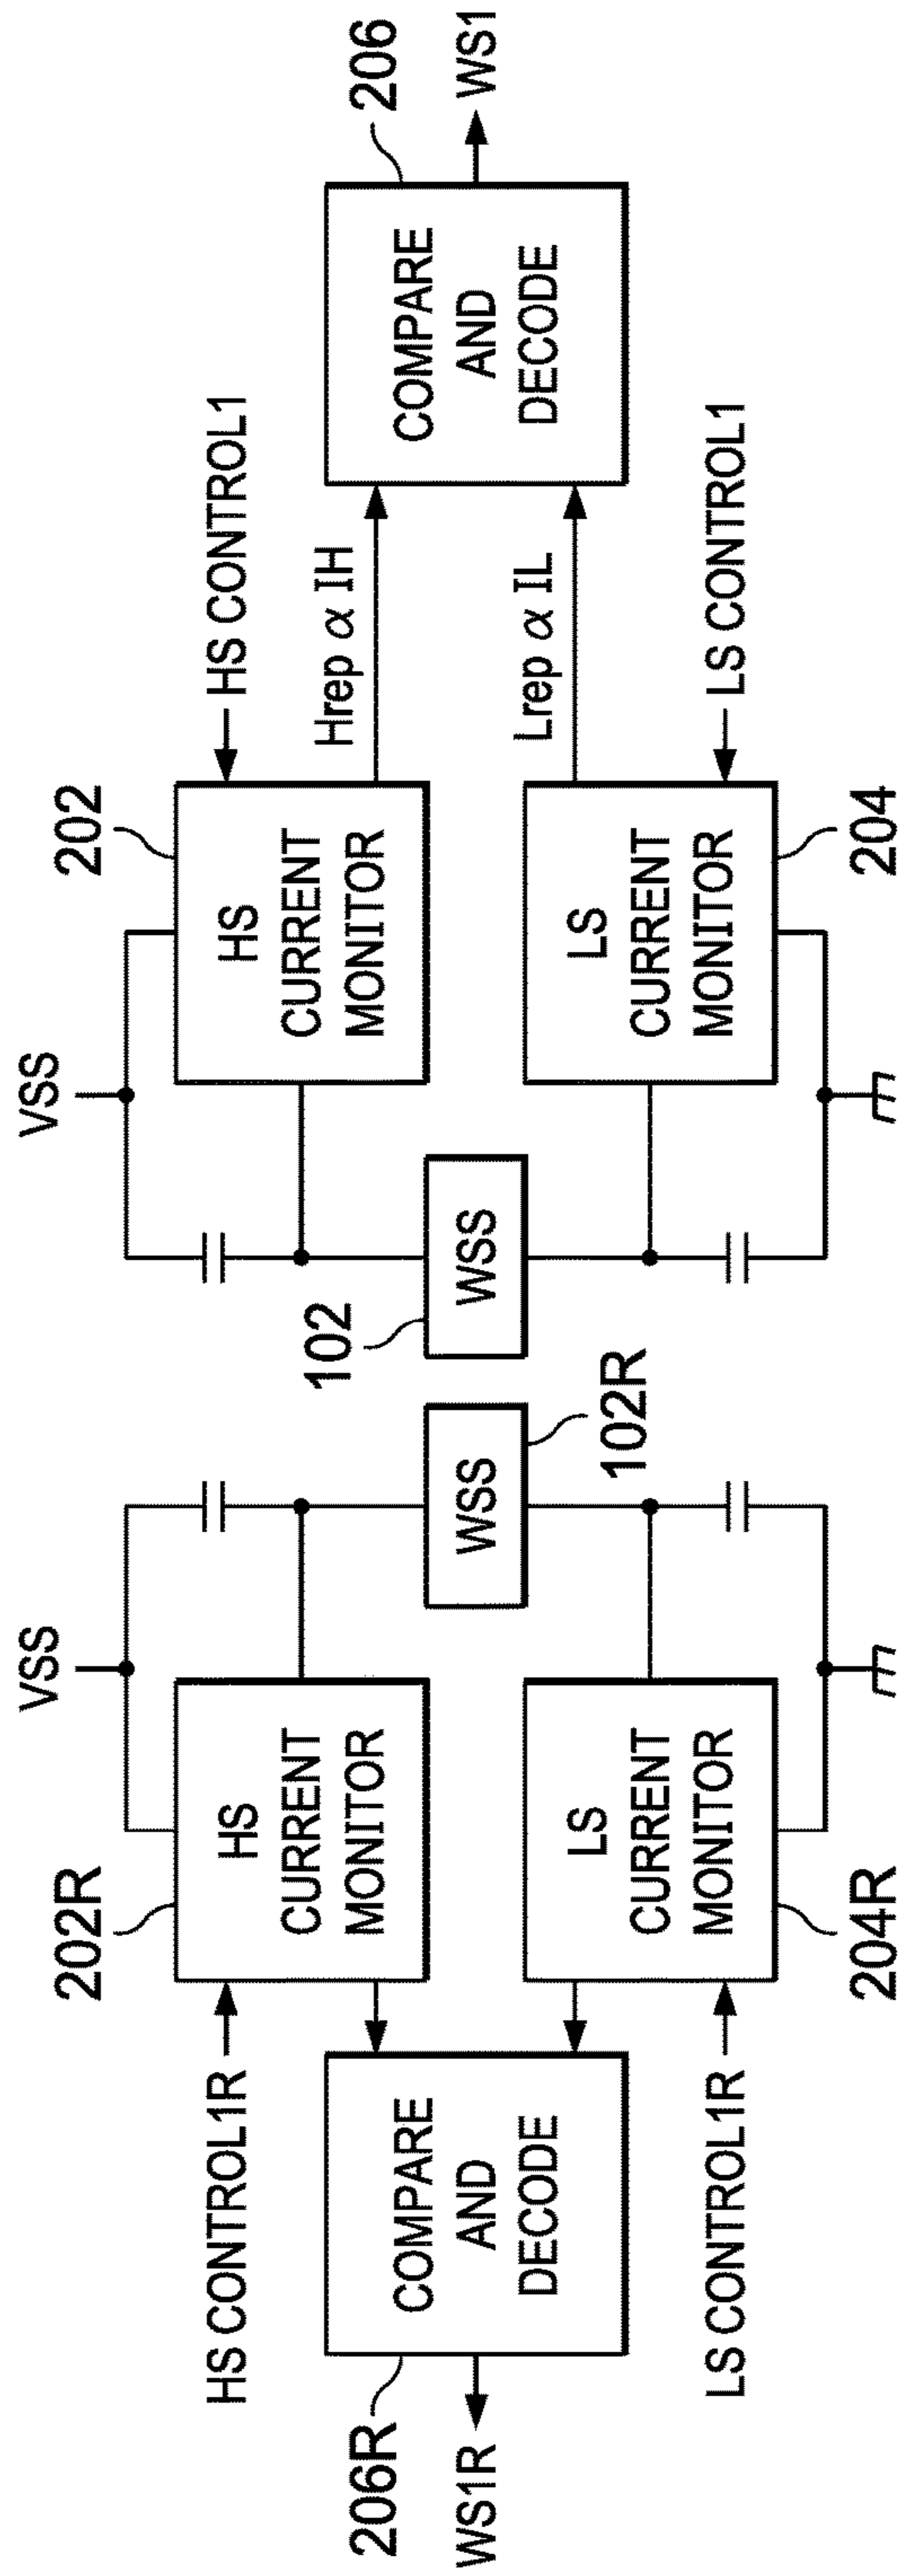 202R
VSS
VSS
202
HS CONTROL1R
HS
CURRENT
MONITOR
HS
CURRENT
MONITOR
HS CONTROL1
206R
102
Hrep α IH
206
COMPARE
AND
DECODE
WS1R
WSS
WSS
COMPARE
AND
DECODE
WS1
102R
Lrep α IL
LS
CURRENT
MONITOR
LS
CURRENT
MONITOR
LS CONTROL1R
LS CONTROL1
204R
204